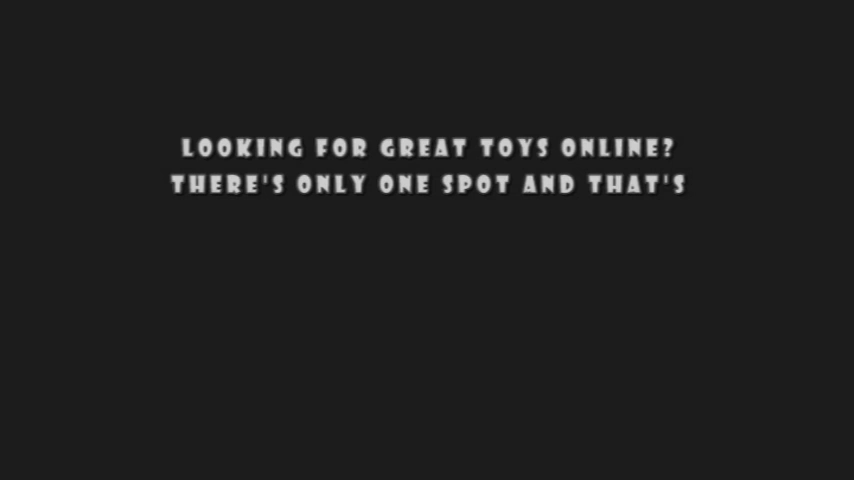 LOOKING FOR GREAT TOYS ONLINE?
THERE'S ONLY ONE SPOT AND THAT'S